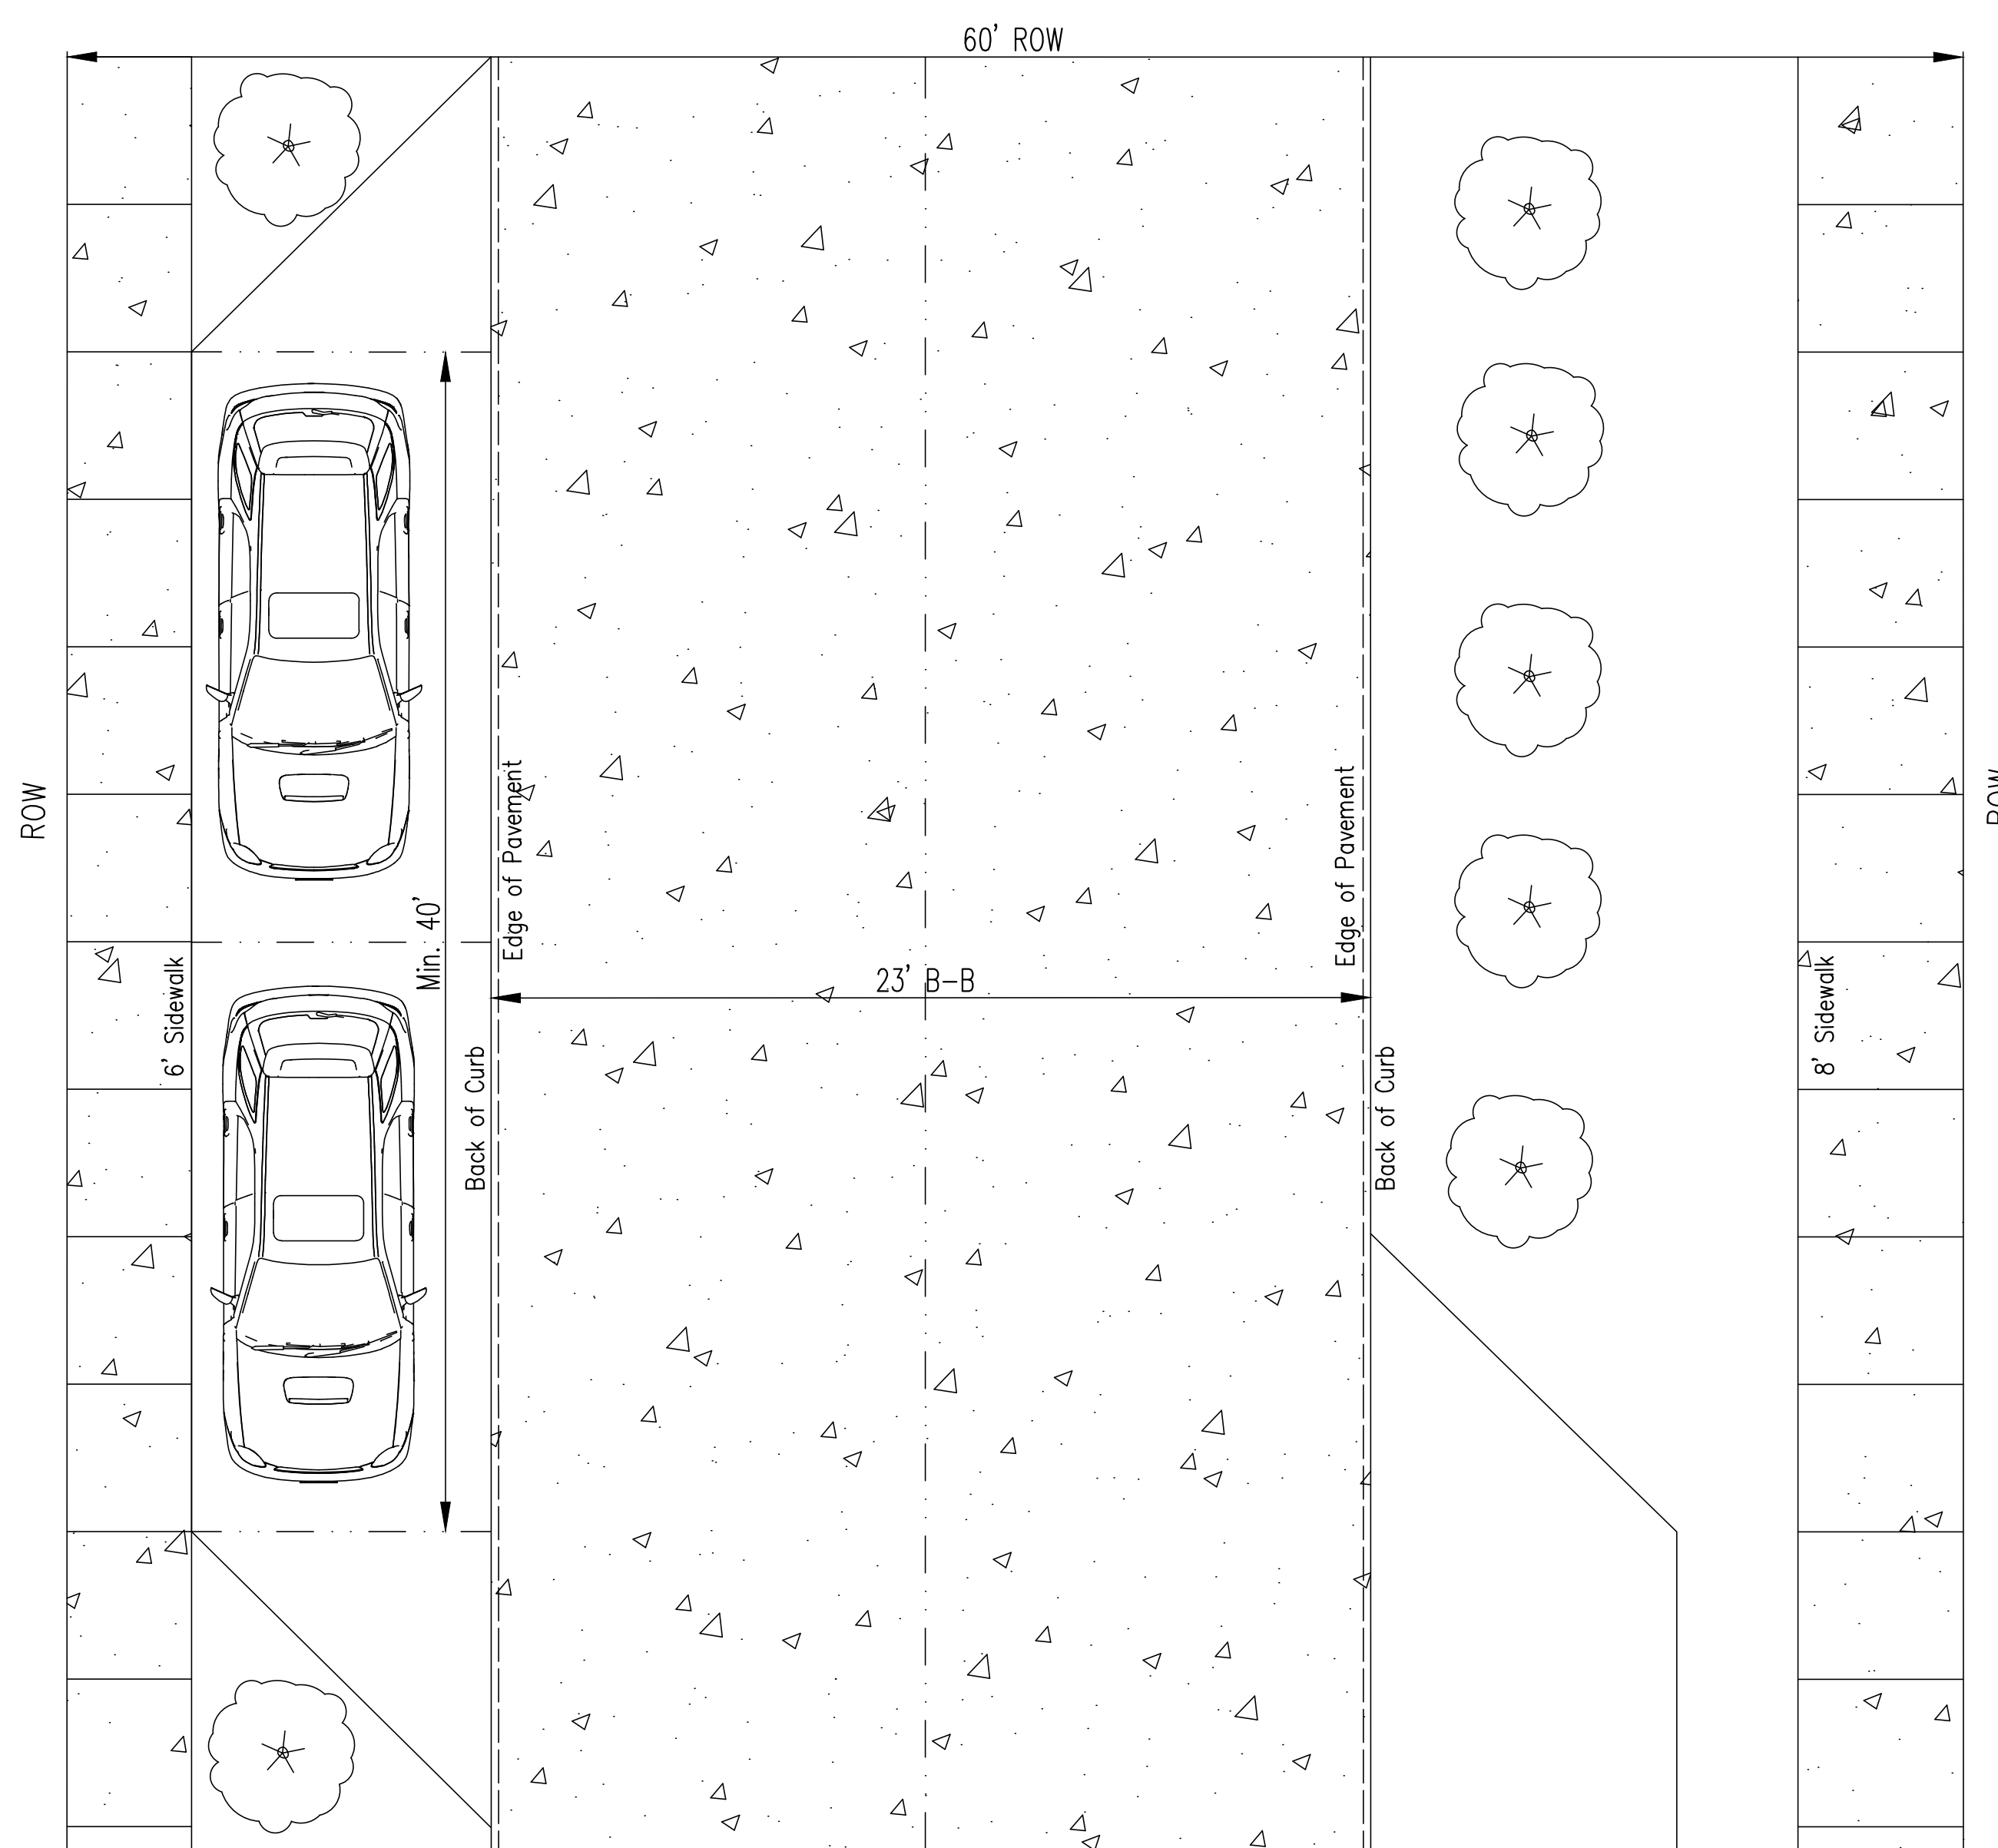 60' ROW
ROW
ROW
Edge of Pavement
Edge of Pavement
Min. 40'
23' B-B
6' Sidewalk
8' Sidewalk
Back of Curb
Back of Curb